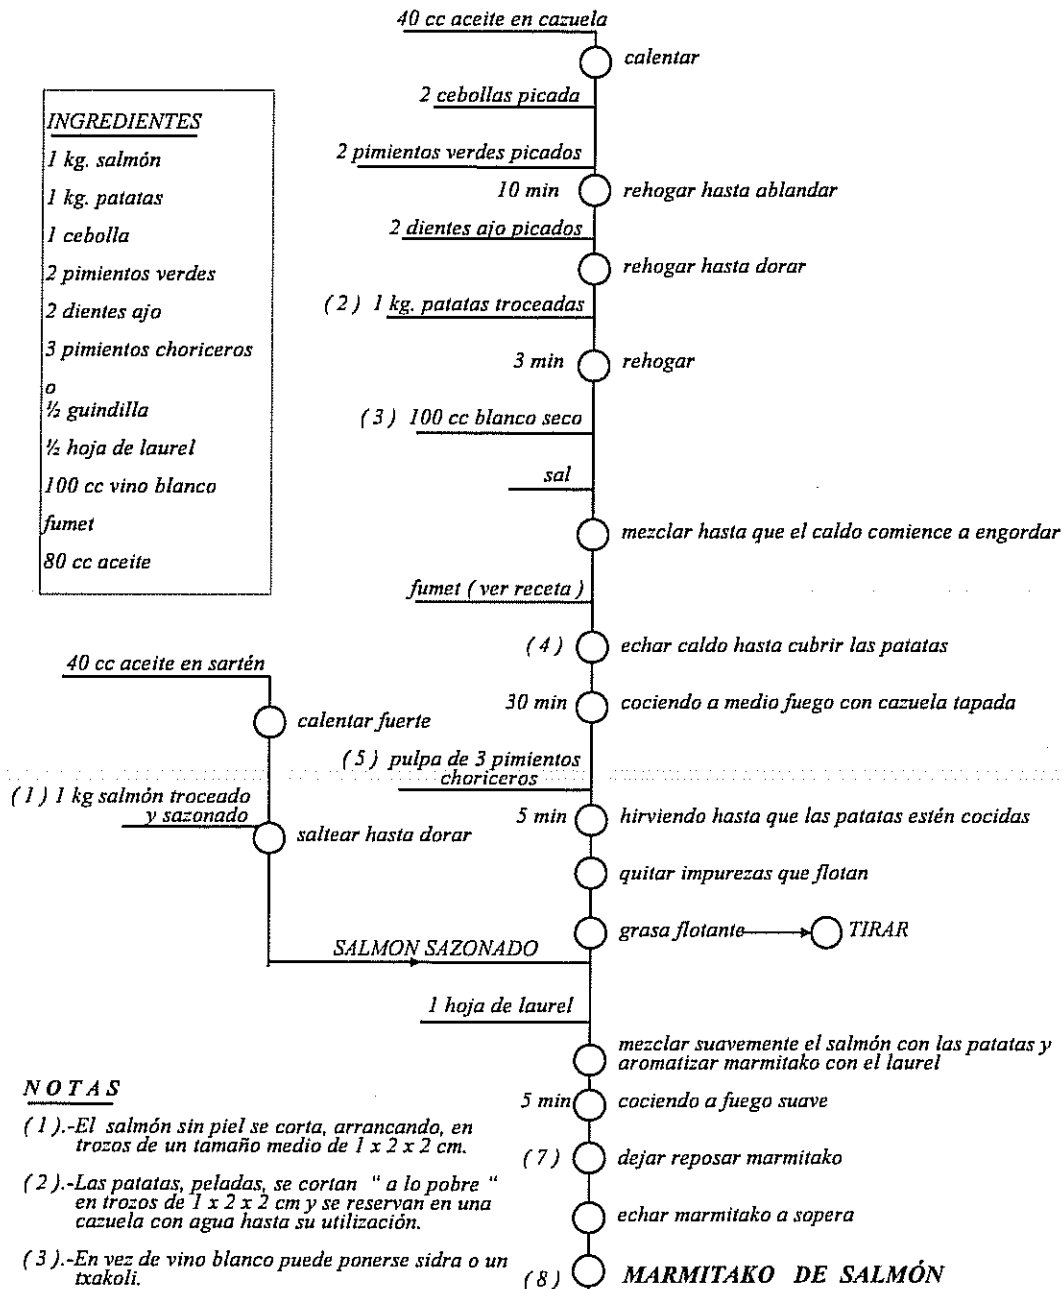 40 cc aceite en cazuela
calentar
2 cebollas picada
2 pimientos verdes picados
10 min rehogar hasta ablandar
2 dientes ajo picados
rehogar hasta dorar
( 2 ) 1 kg. patatas troceadas
3 min rehogar
( 3 ) 100 cc blanco seco
sal
mezclar hasta que el caldo comience a engordar
fumet ( ver receta )
( 4 ) echar caldo hasta cubrir las patatas
30 min cociendo a medio fuego con cazuela tapada
( 5 ) pulpa de 3 pimientos
choriceros
5 min hirviendo hasta que las patatas estén cocidas
quitar impurezas que flotan
grasa flotante TIRAR
INGREDIENTES
1 kg. salmón
1 kg. patatas
1 cebolla
2 pimientos verdes
2 dientes ajo
3 pimientos choriceros
o
½ guindilla
½ hoja de laurel
100 cc vino blanco
fumet
80 cc aceite
40 cc aceite en sartén
calentar fuerte
( 1 ) 1 kg salmón troceado
y sazonado
saltear hasta dorar
SALMON SAZONADO
1 hoja de laurel
mezclar suavemente el salmón con las patatas y
aromatizar marmitako con el laurel
5 min cociendo a fuego suave
( 7 ) dejar reposar marmitako
echar marmitako a sopera
( 8 ) MARMITAKO DE SALMÓN
N O T A S
( 1 ).-El salmón sin piel se corta, arrancando, en
trozos de un tamaño medio de 1 x 2 x 2 cm.
( 2 ).-Las patatas, peladas, se cortan " a lo pobre "
en trozos de 1 x 2 x 2 cm y se reservan en una
cazuela con agua hasta su utilización.
( 3 ).-En vez de vino blanco puede ponerse sidra o un
txakoli.